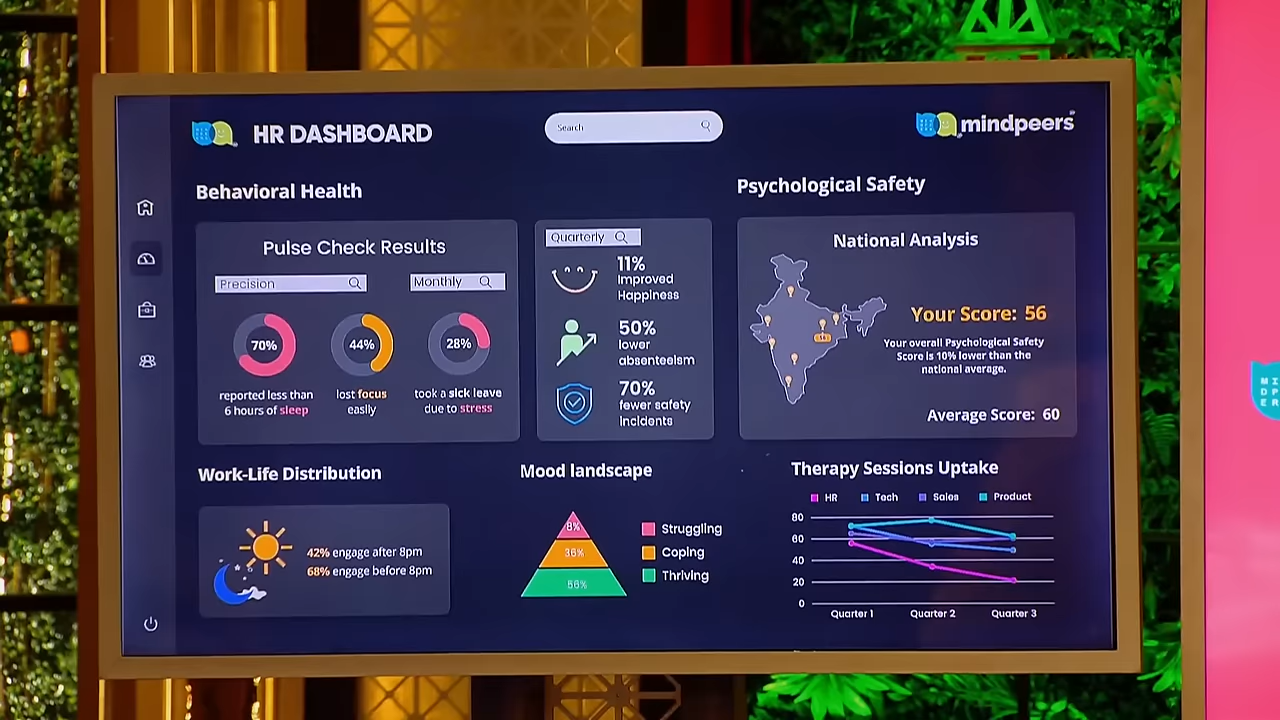 HR DASHBOARD
Search
mindpeers
Behavioral Health
Psychological Safety
Pulse Check Results
Precision
Monthly
70%
reported less than
6 hours of sleep
44%
lost focus
easily
28%
took a sick leave
due to stress
Quarterly
11%
Improved
Happiness
50%
lower
absenteeism
70%
fewer safety
Incidents
National Analysis
Your Score: 56
Your overall Psychological Safety
Score is 10% lower than the
national average.
Average Score: 60
Work-Life Distribution
42% engage after 8pm
68% engage before 8pm
Mood landscape
8%
36%
56%
Struggling
Coping
Thriving
Therapy Sessions Uptake
HR Tech Sales Product
80
60
40
20
0
Quarter 1 Quarter 2 Quarter 3
M I
D P
E R